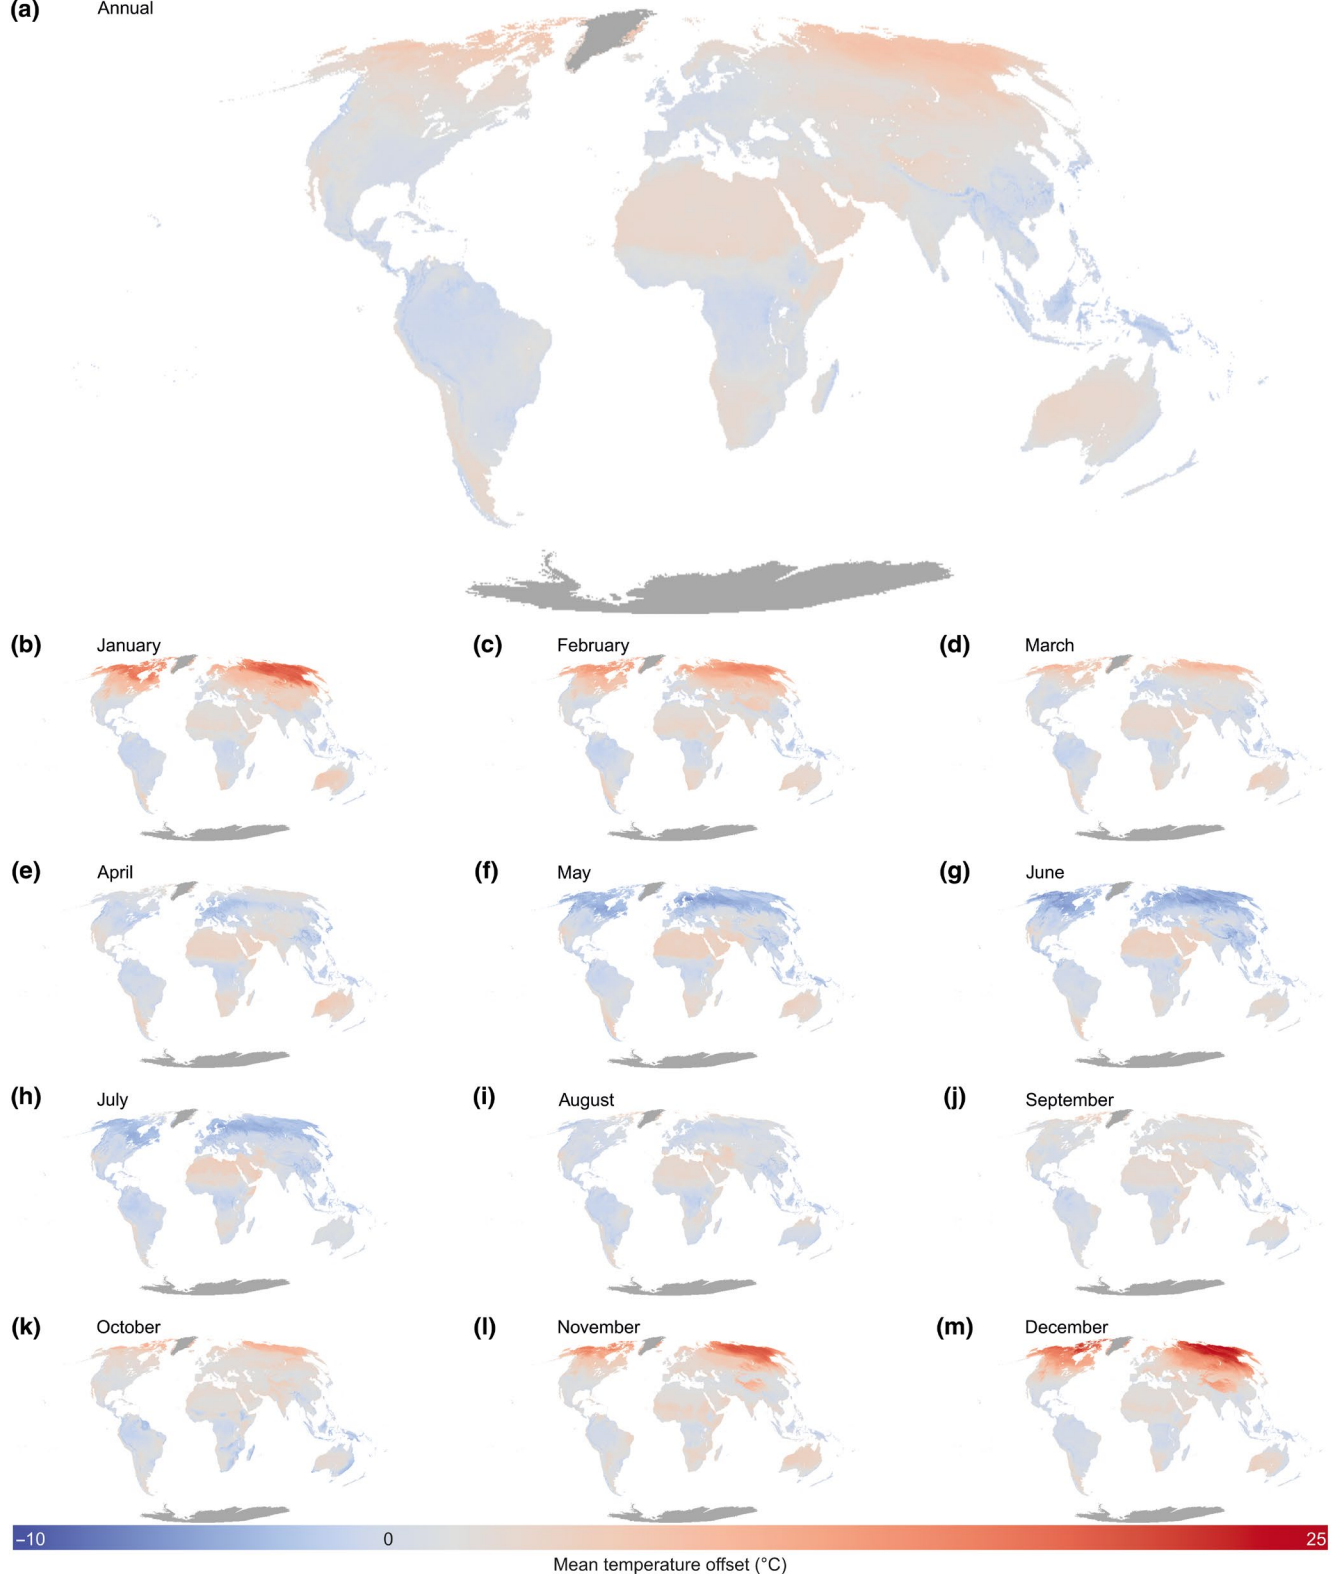 (a) Annual
(b) January
(c) February
(d) March
(e) April
(f) May
(g) June
(h) July
(i) August
(j) September
(k) October
(l) November
(m) December
−10 0 25
Mean temperature offset (°C)